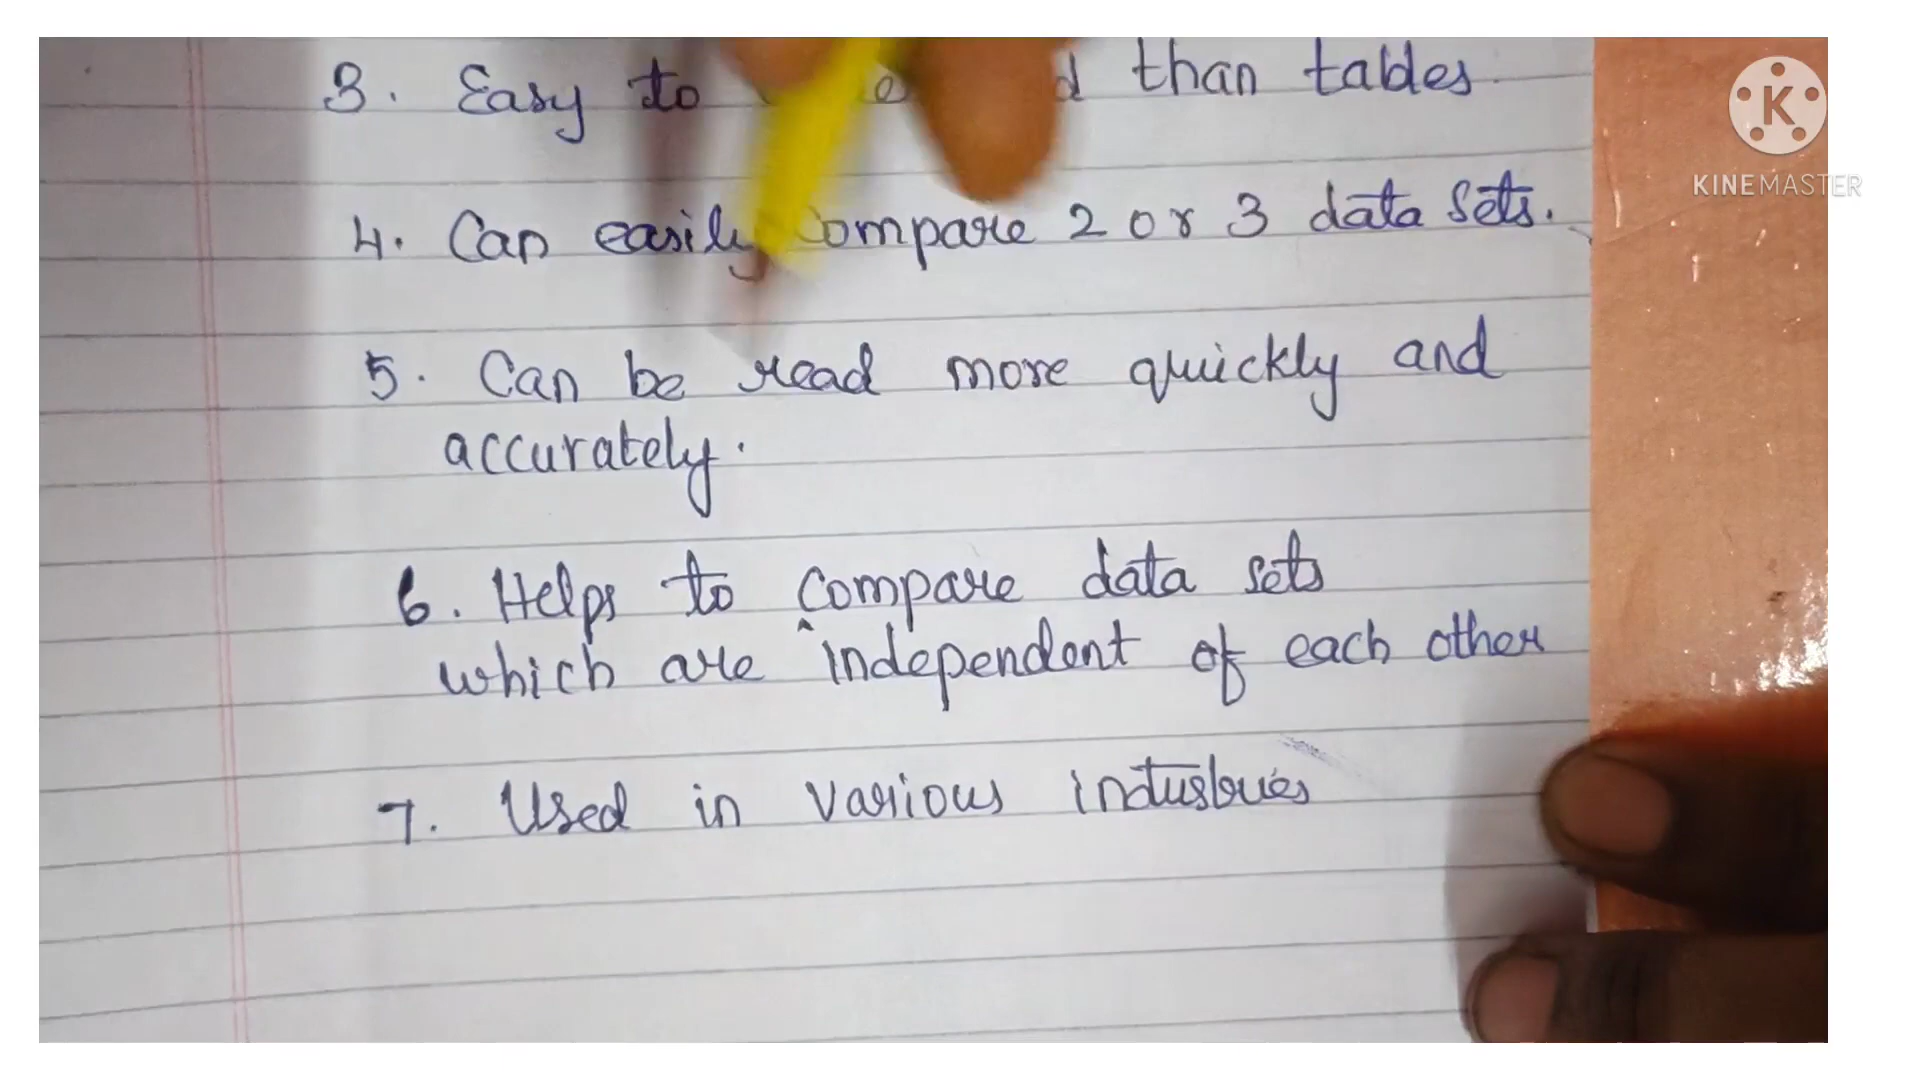 3. Easy to than tables.
4. Can easily compare 2 or 3 data sets.
5. Can be read more quickly and
accurately.
6. Helps to compare data sets
which are independent of each other
7. Used in various industries
K
KINEMASTER